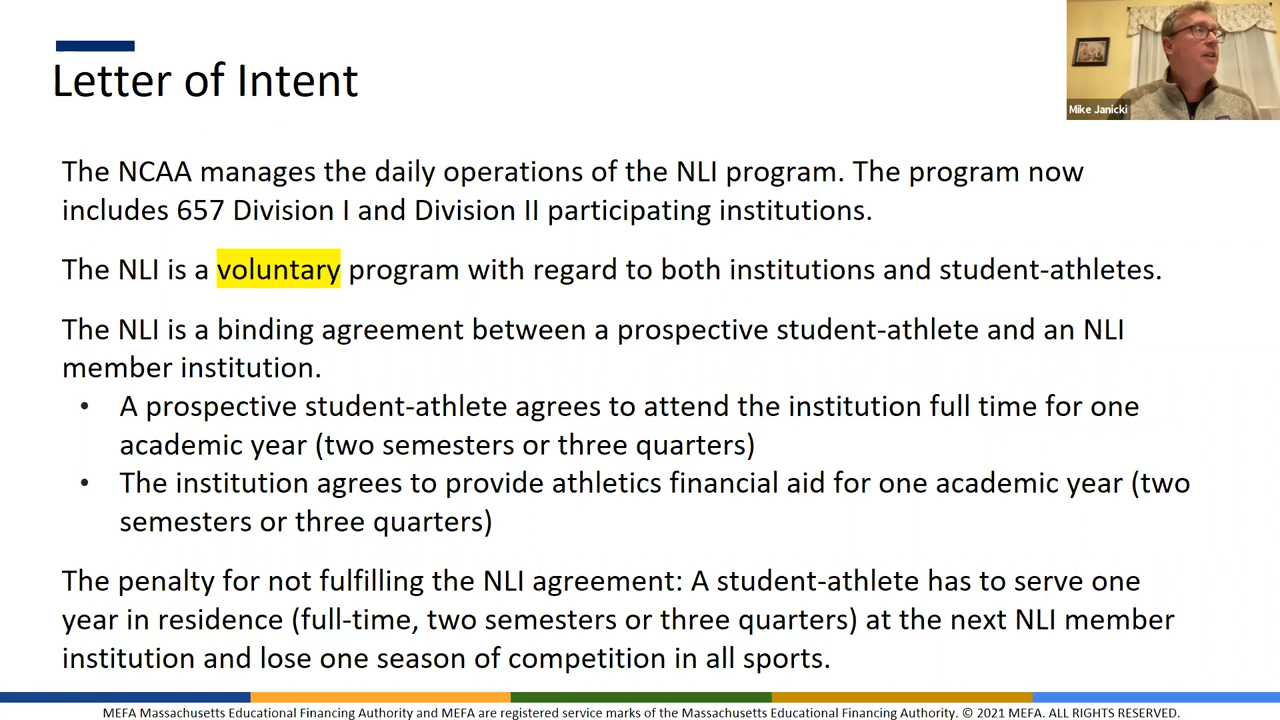 Letter of Intent
Mike Janicki
The NCAA manages the daily operations of the NLI program. The program now
includes 657 Division I and Division II participating institutions.
The NLI is a voluntary program with regard to both institutions and student-athletes.
The NLI is a binding agreement between a prospective student-athlete and an NLI
member institution.
• A prospective student-athlete agrees to attend the institution full time for one
academic year (two semesters or three quarters)
• The institution agrees to provide athletics financial aid for one academic year (two
semesters or three quarters)
The penalty for not fulfilling the NLI agreement: A student-athlete has to serve one
year in residence (full-time, two semesters or three quarters) at the next NLI member
institution and lose one season of competition in all sports.
MEFA Massachusetts Educational Financing Authority and MEFA are registered service marks of the Massachusetts Educational Financing Authority. © 2021 MEFA. ALL RIGHTS RESERVED.